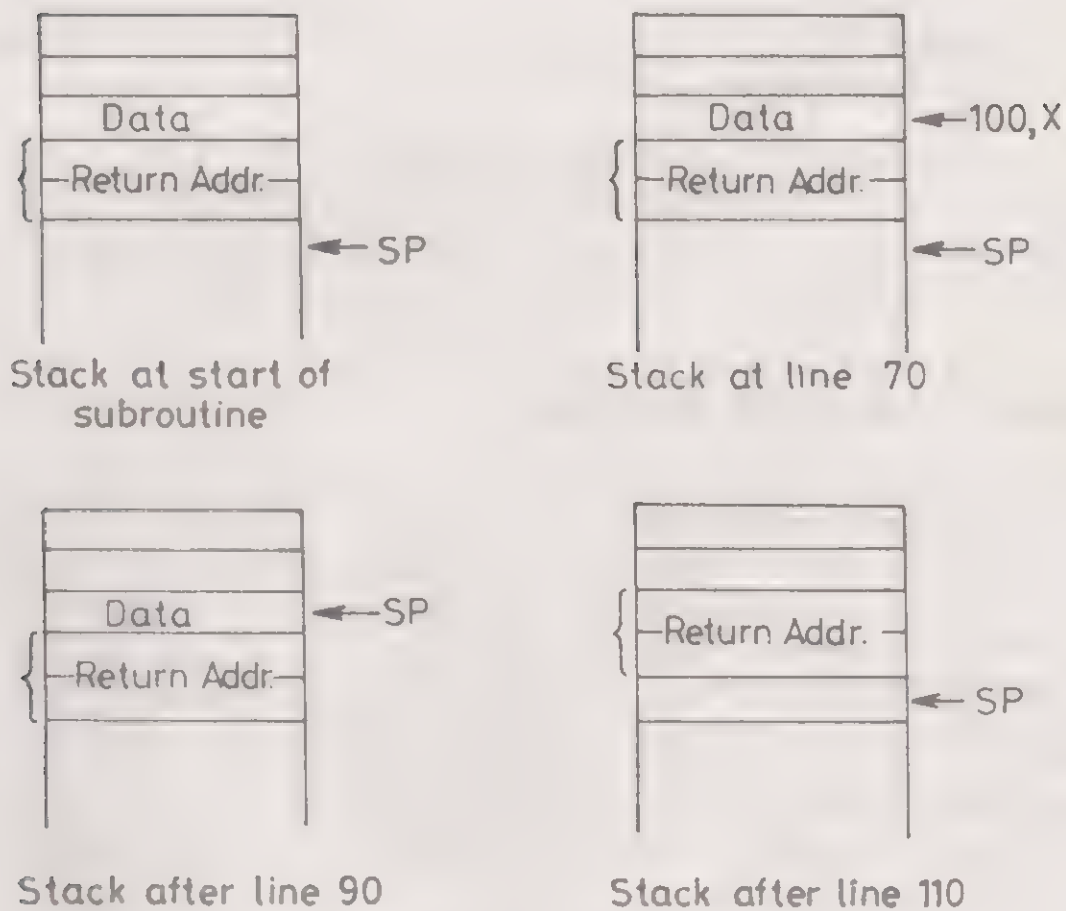 Data
Return Addr.
SP
Stack at start of
subroutine
Data
100,X
Return Addr.
SP
Stack at line 70
Data
SP
Return Addr.
Stack after line 90
Return Addr.
SP
Stack after line 110